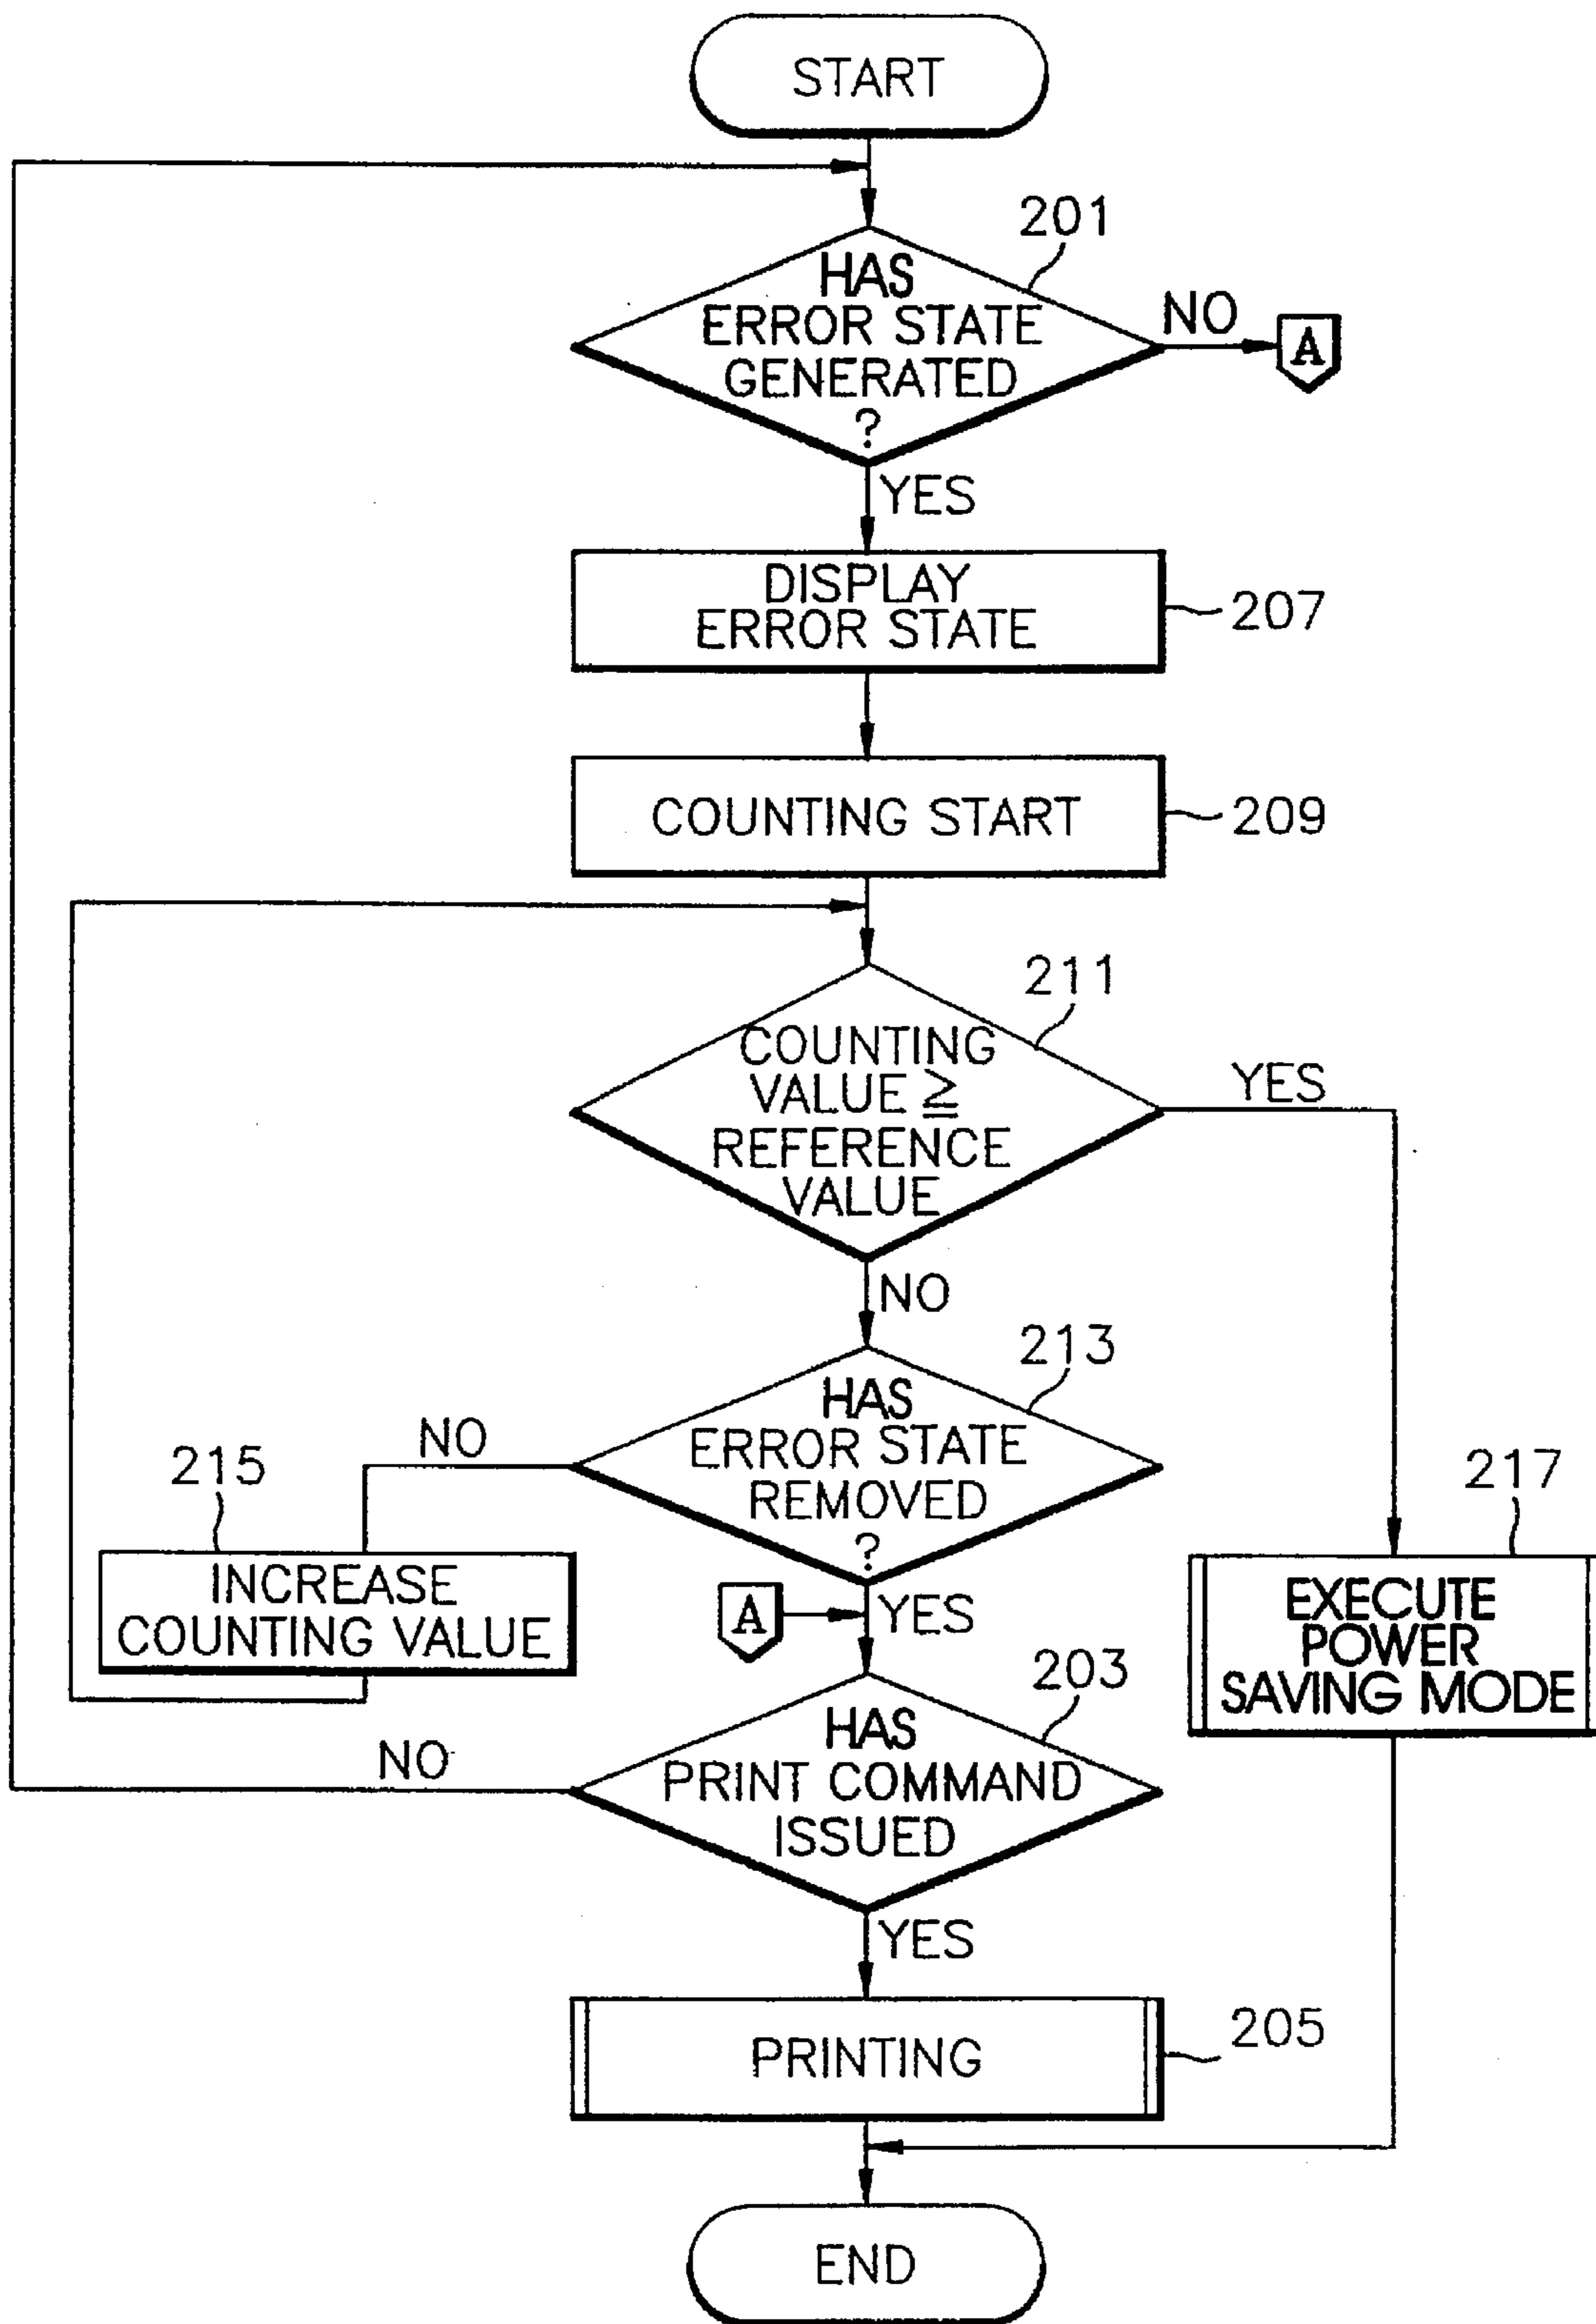 START
201
HAS
ERROR STATE
GENERATED
?
NO
A
YES
DISPLAY
ERROR STATE
207
COUNTING START
209
211
COUNTING
VALUE ≧
REFERENCE
VALUE
YES
NO
213
HAS
ERROR STATE
REMOVED
?
NO
215
INCREASE
COUNTING VALUE
217
EXECUTE
POWER
SAVING MODE
A
YES
203
HAS
PRINT COMMAND
ISSUED
NO
YES
PRINTING
205
END